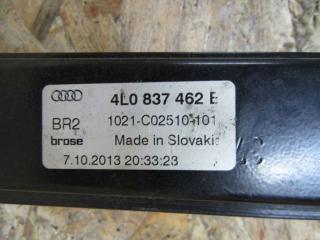 4L0 837 462 E
BR2 1021-C02510-101
brose Made in Slovakia
7.10.2013 20:33:23